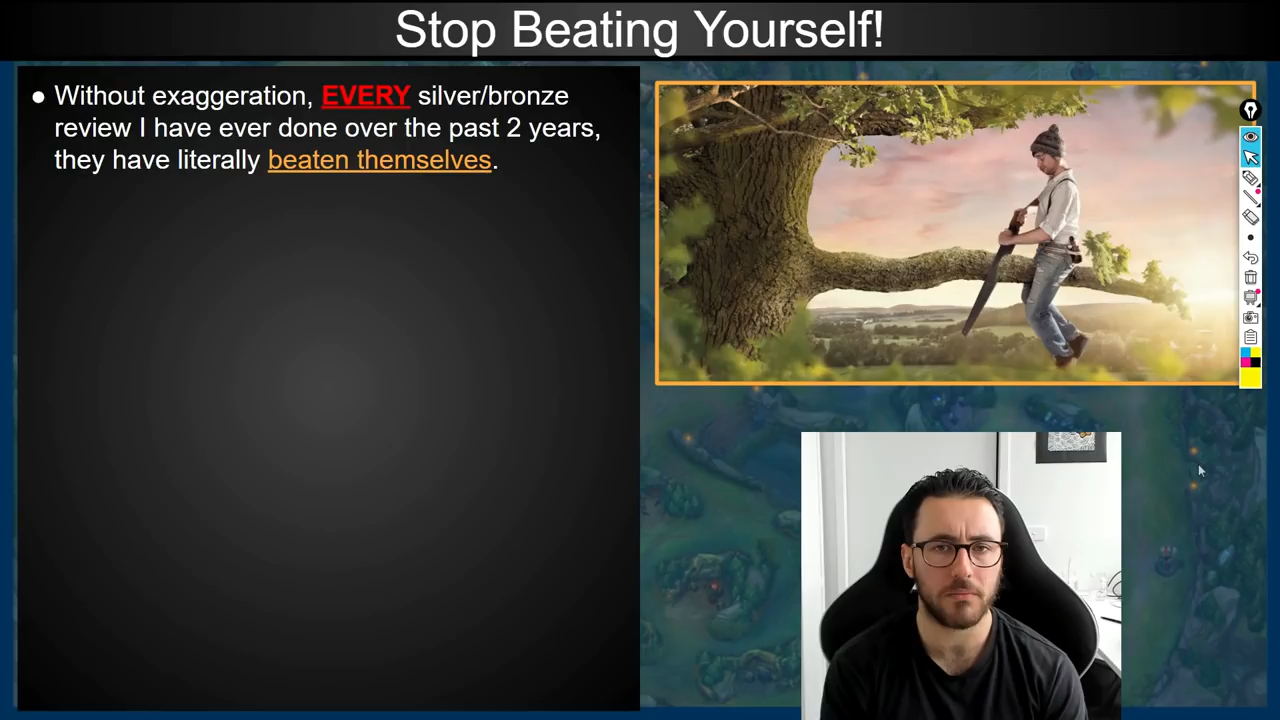 Stop Beating Yourself!
● Without exaggeration, EVERY silver/bronze
review I have ever done over the past 2 years,
they have literally beaten themselves.